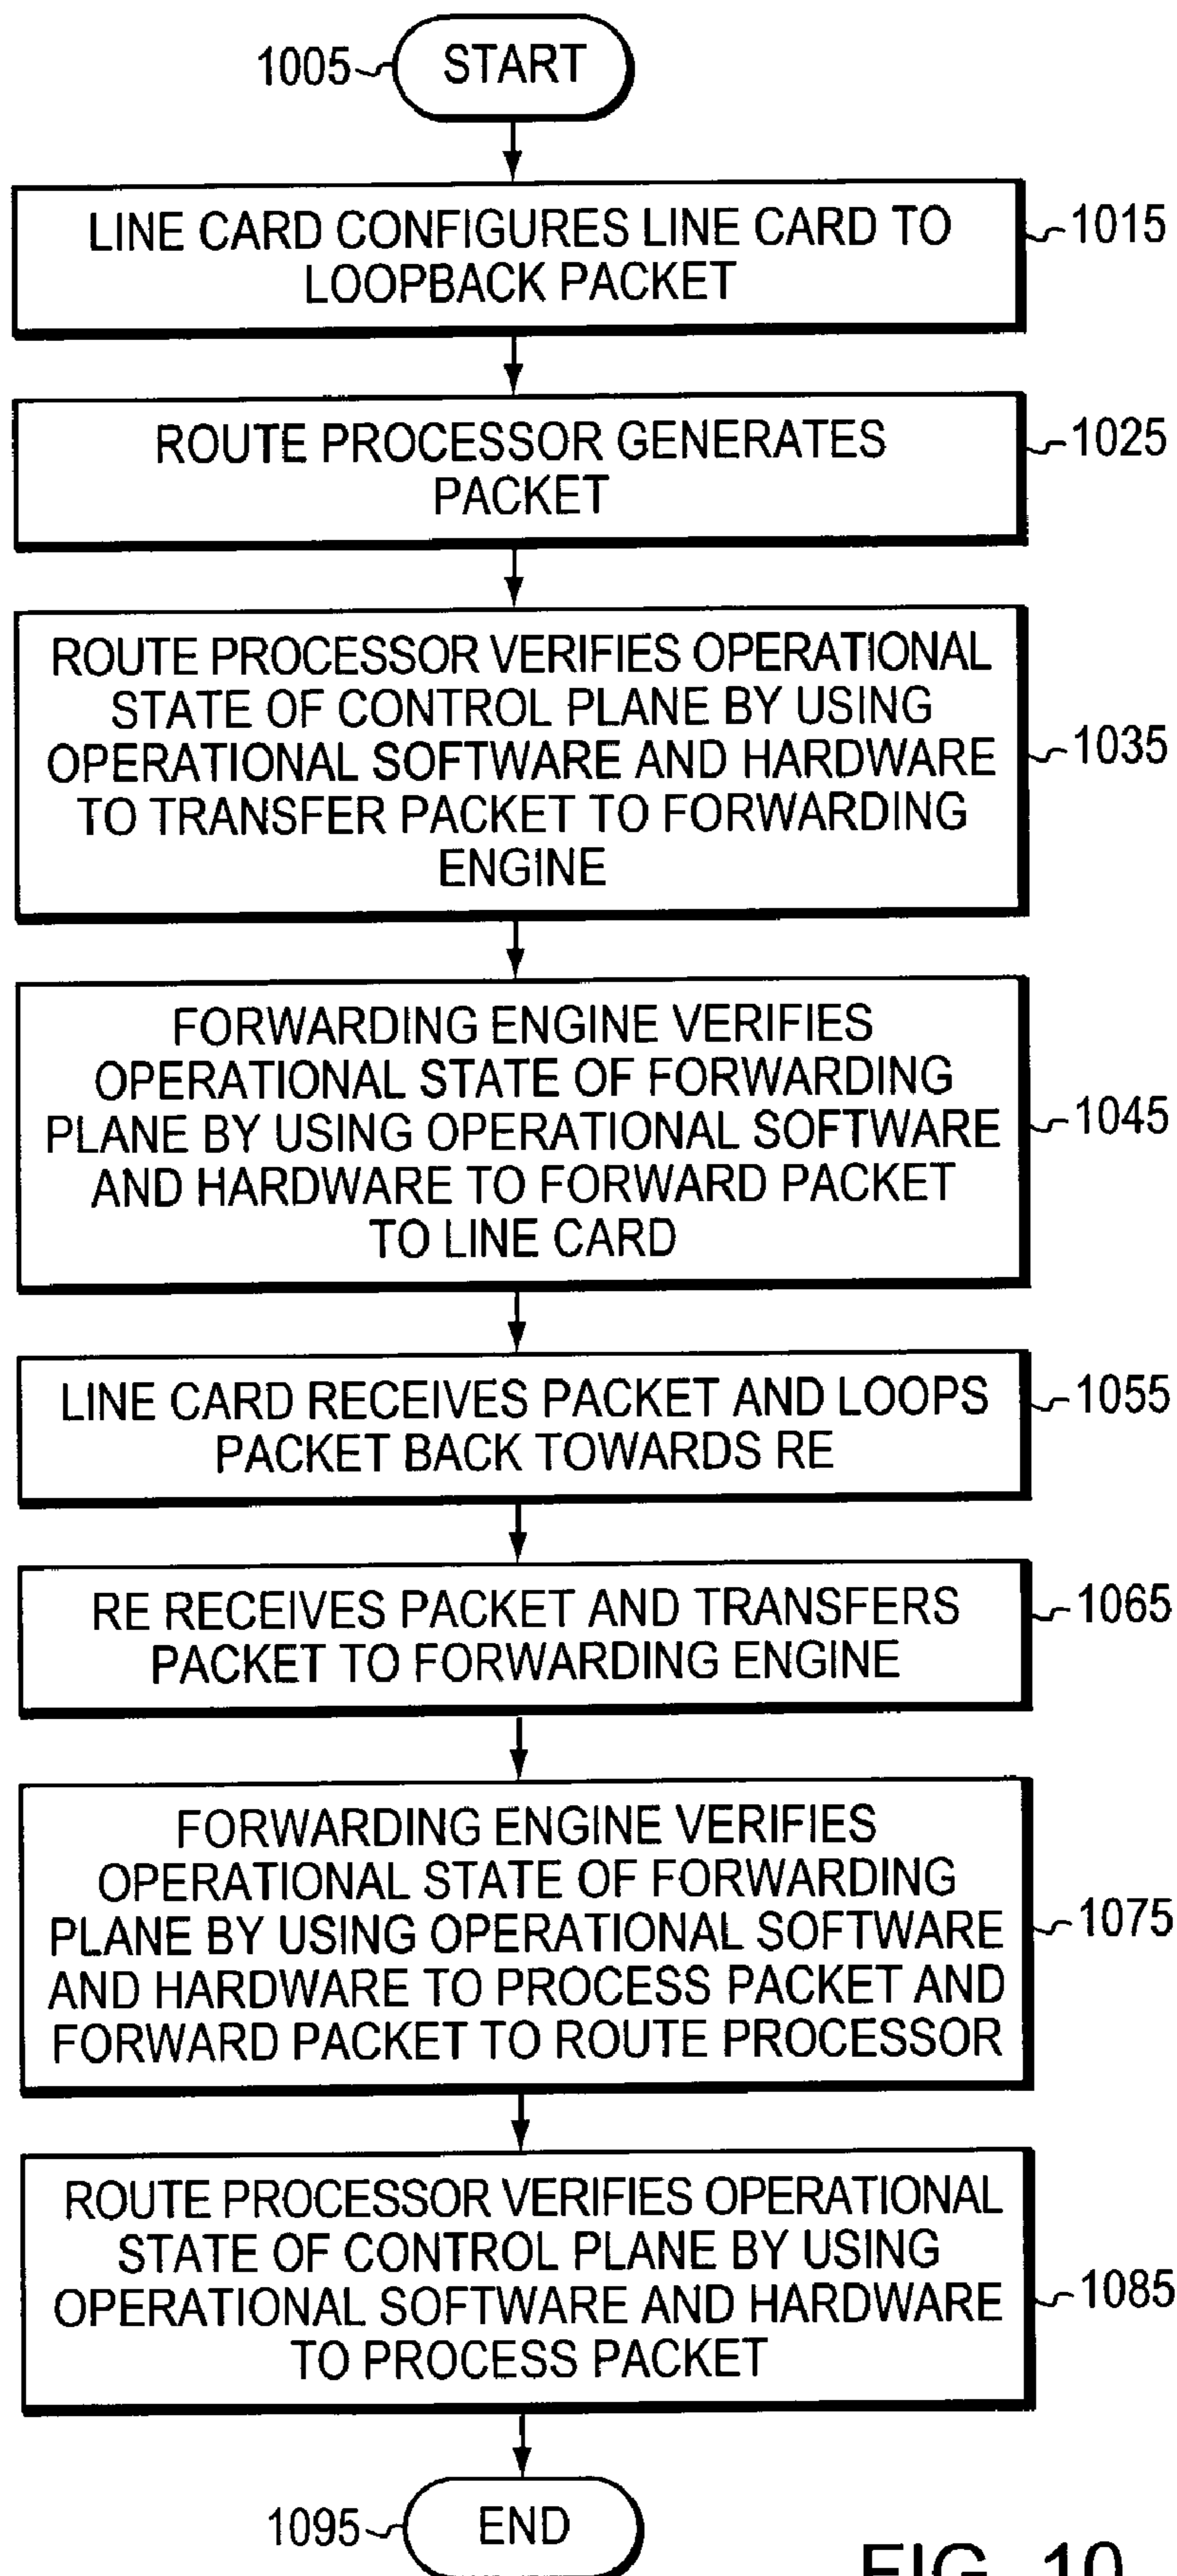 1005
START
LINE CARD CONFIGURES LINE CARD TO
LOOPBACK PACKET
1015
ROUTE PROCESSOR GENERATES
PACKET
1025
ROUTE PROCESSOR VERIFIES OPERATIONAL
STATE OF CONTROL PLANE BY USING
OPERATIONAL SOFTWARE AND HARDWARE
TO TRANSFER PACKET TO FORWARDING
ENGINE
1035
FORWARDING ENGINE VERIFIES
OPERATIONAL STATE OF FORWARDING
PLANE BY USING OPERATIONAL SOFTWARE
AND HARDWARE TO FORWARD PACKET
TO LINE CARD
1045
LINE CARD RECEIVES PACKET AND LOOPS
PACKET BACK TOWARDS RE
1055
RE RECEIVES PACKET AND TRANSFERS
PACKET TO FORWARDING ENGINE
1065
FORWARDING ENGINE VERIFIES
OPERATIONAL STATE OF FORWARDING
PLANE BY USING OPERATIONAL SOFTWARE
AND HARDWARE TO PROCESS PACKET AND
FORWARD PACKET TO ROUTE PROCESSOR
1075
ROUTE PROCESSOR VERIFIES OPERATIONAL
STATE OF CONTROL PLANE BY USING
OPERATIONAL SOFTWARE AND HARDWARE
TO PROCESS PACKET
1085
1095
END
FIG. 10